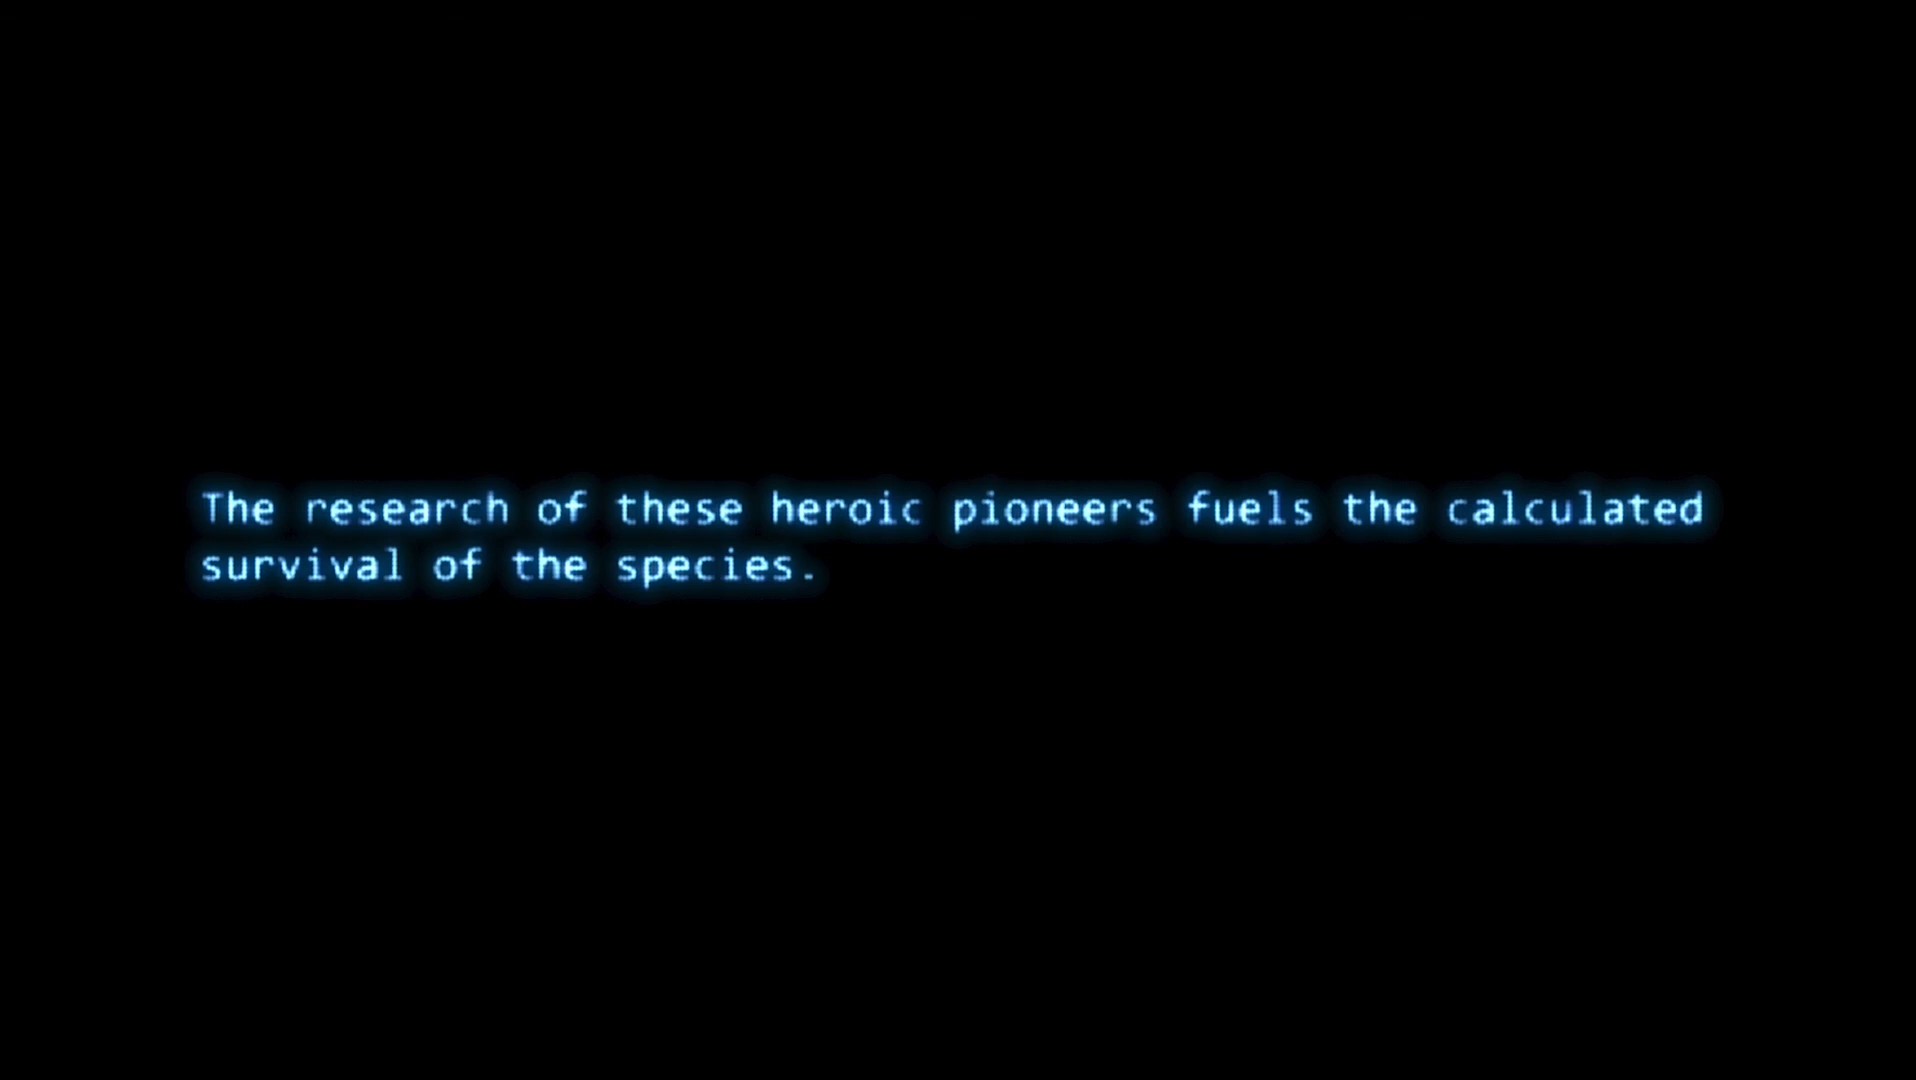 The research of these heroic pioneers fuels the calculated
survival of the species.